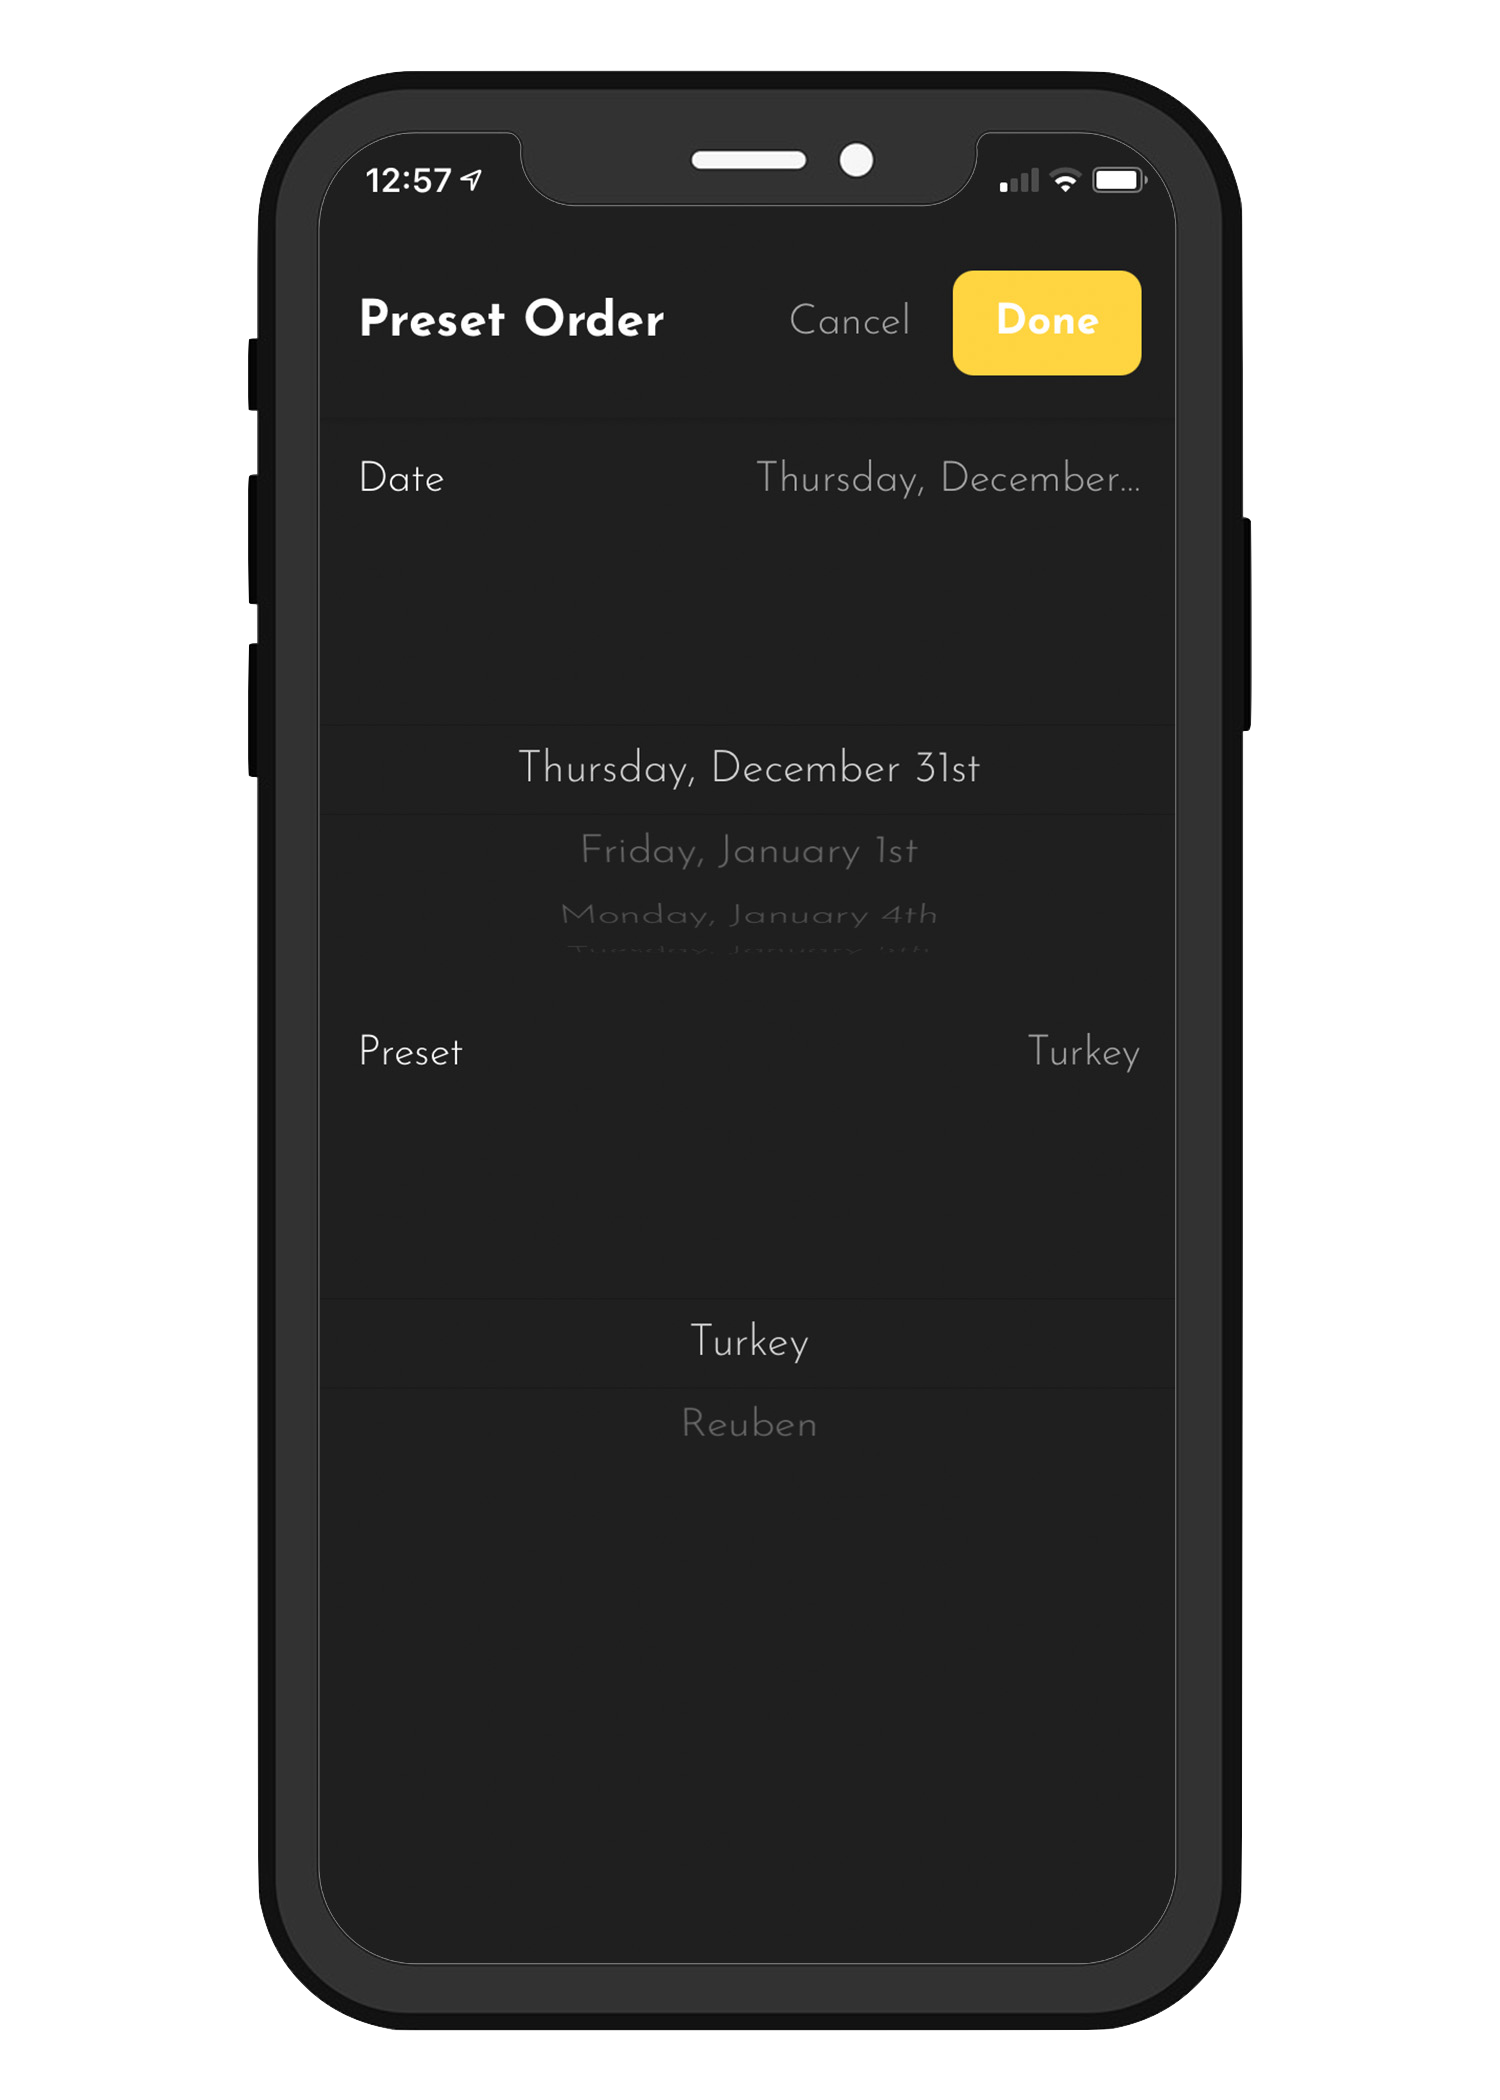 12:57
Preset Order Cancel Done
Date Thursday, December...
Thursday, December 31st
Friday, January 1st
Monday, January 4th
Preset Turkey
Turkey
Reuben